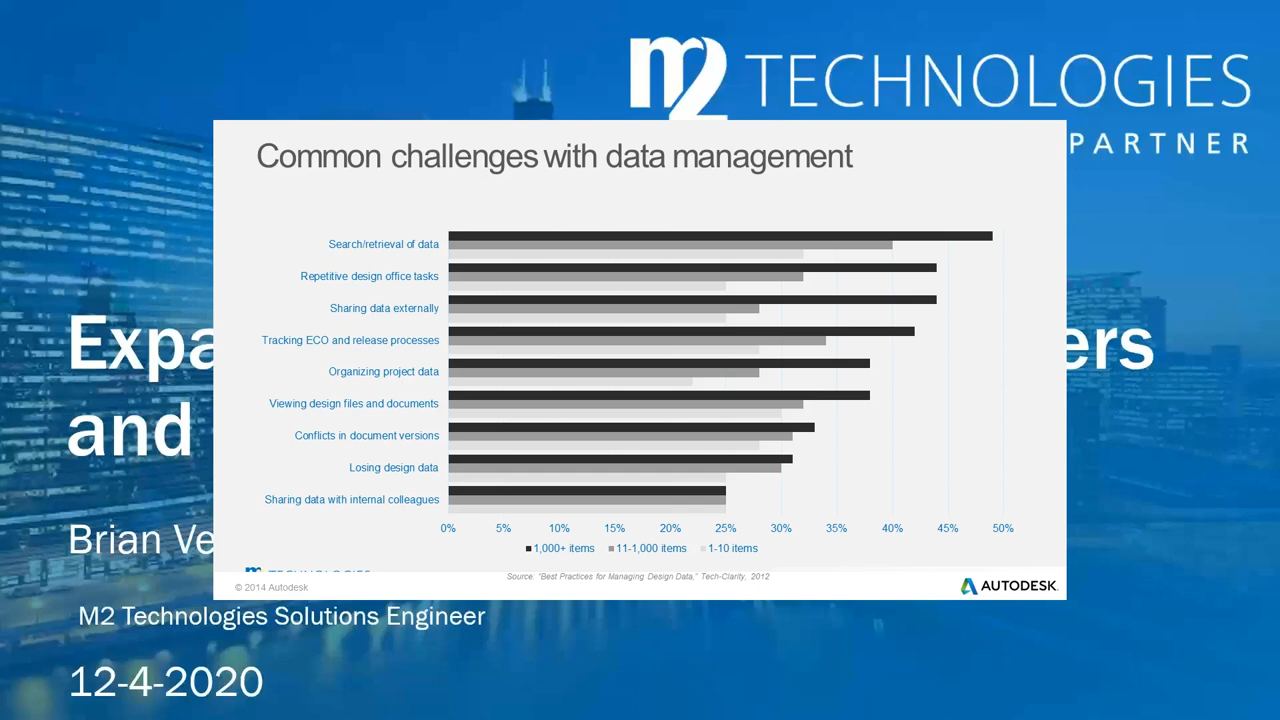 m2 TECHNOLOGIES
PARTNER
Common challenges with data management
Search/retrieval of data
Repetitive design office tasks
Sharing data externally
Tracking ECO and release processes
Organizing project data
Viewing design files and documents
Conflicts in document versions
Losing design data
Sharing data with internal colleagues
0% 5% 10% 15% 20% 25% 30% 35% 40% 45% 50%
1,000+ items 11-1,000 items 1-10 items
Source: “Best Practices for Managing Design Data,” Tech-Clarity, 2012
© 2014 Autodesk
AUTODESK.
and
Brian
M2 Technologies Solutions Engineer
12-4-2020